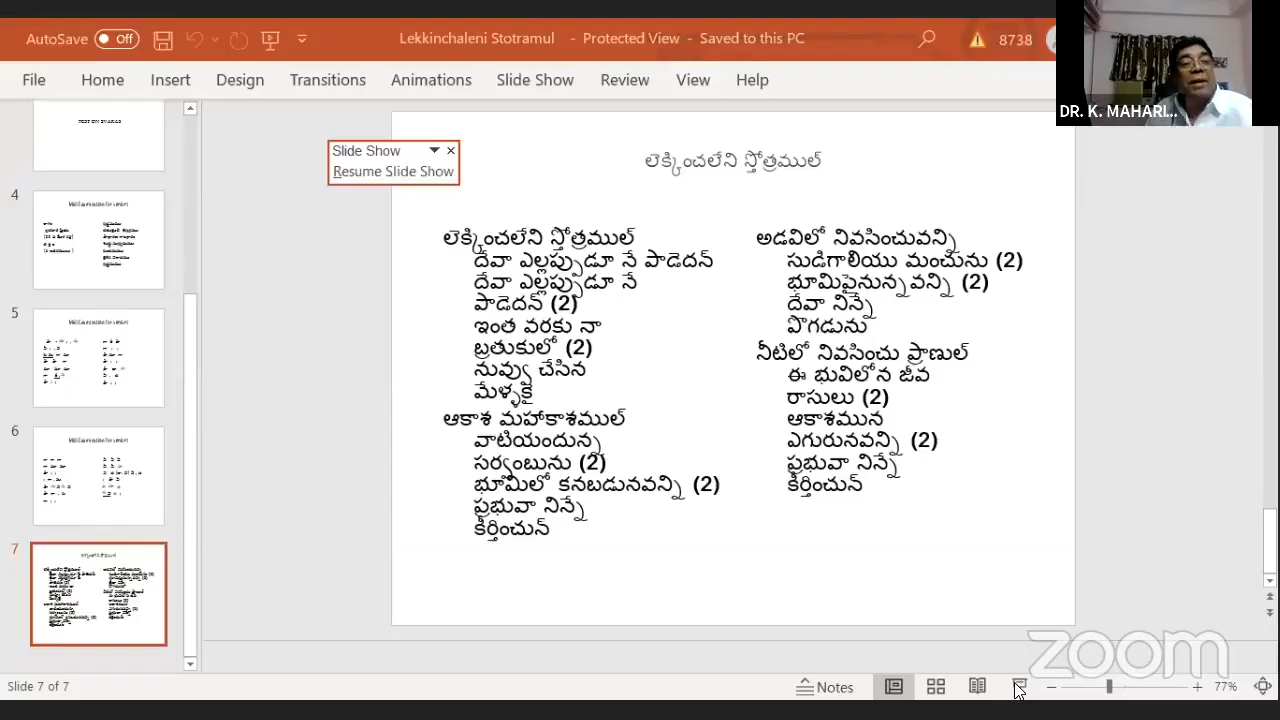 AutoSave Off Lekkinchaleni Stotramul - Protected View - Saved to this PC 8738
File Home Insert Design Transitions Animations Slide Show Review View Help
DR. K. MAHARI...
Slide Show
Resume Slide Show
4
5
6
7
లెక్కించలేని స్తోత్రముల్
లెక్కించలేని స్తోత్రముల్
దేవా ఎల్లప్పుడూ నే పాడెదన్
దేవా ఎల్లప్పుడూ నే
పాడెదన్ (2)
ఇంత వరకు నా
బ్రతుకులో (2)
నువ్వు చేసిన
మేళ్ళకై
ఆకాశ మహాకాశముల్
వాటియందున్న
సర్వంబును (2)
భూమిలో కనబడునవన్ని (2)
ప్రభువా నిన్నే
కీర్తించున్
అడవిలో నివసించువన్ని
సుడిగాలియు మంచును (2)
భూమిపైనున్నవన్ని (2)
దేవా నిన్నే
పొగడును
నీటిలో నివసించు ప్రాణుల్
ఈ భువిలోన జీవ
రాసులు (2)
ఆకాశమున
ఎగురునవన్ని (2)
ప్రభువా నిన్నే
కీర్తించున్
zoom
Slide 7 of 7 Notes 77%